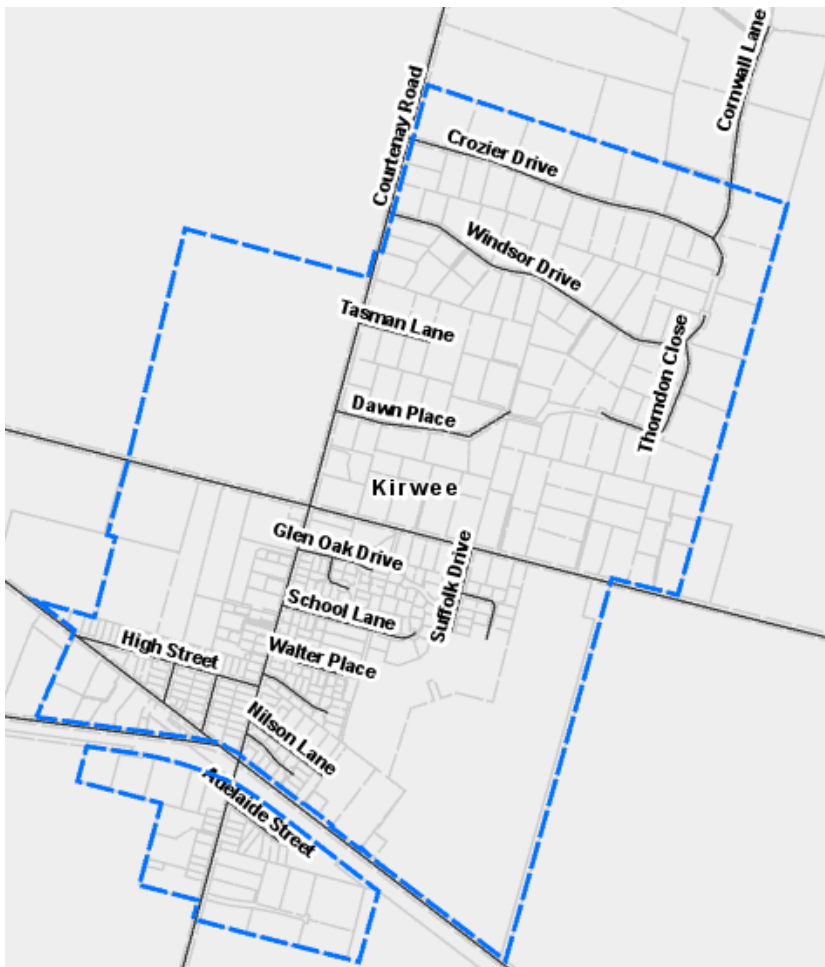 Cornwall Lane
Courtenay Road
Crozier Drive
Windsor Drive
Tasman Lane
Thorndon Close
Dawn Place
Kirwee
Glen Oak Drive
Suffolk Drive
School Lane
High Street
Walter Place
Nilson Lane
Adelaide Street